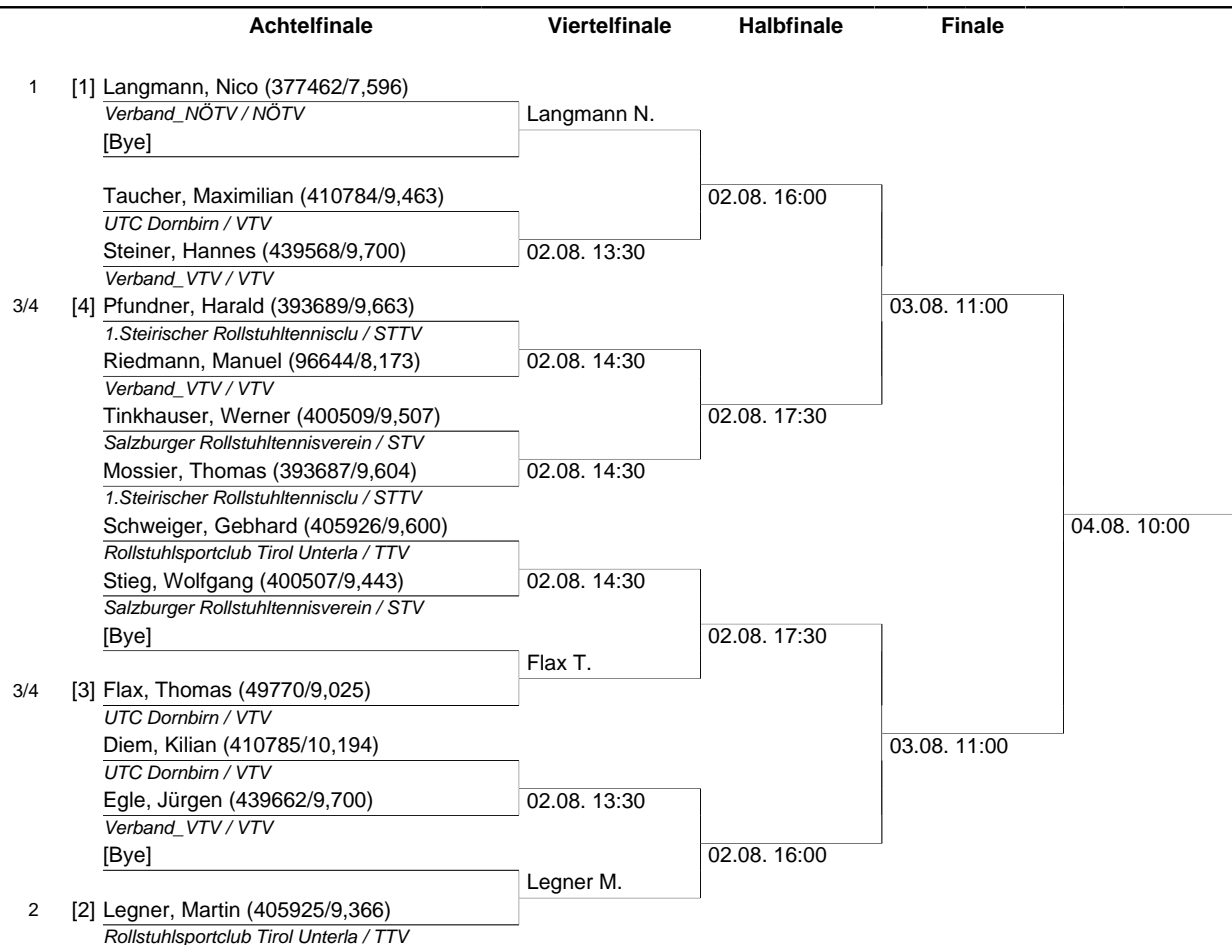 Achtelfinale Viertelfinale Halbfinale Finale
1 [1] Langmann, Nico (377462/7,596)
Verband_NÖTV / NÖTV Langmann N.
[Bye]
Taucher, Maximilian (410784/9,463) 02.08. 16:00
UTC Dornbirn / VTV
Steiner, Hannes (439568/9,700) 02.08. 13:30
Verband_VTV / VTV
3/4 [4] Pfundner, Harald (393689/9,663) 03.08. 11:00
1.Steirischer Rollstuhltennisclu / STTV
Riedmann, Manuel (96644/8,173) 02.08. 14:30
Verband_VTV / VTV
Tinkhauser, Werner (400509/9,507) 02.08. 17:30
Salzburger Rollstuhltennisverein / STV
Mossier, Thomas (393687/9,604) 02.08. 14:30
1.Steirischer Rollstuhltennisclu / STTV
Schweiger, Gebhard (405926/9,600) 04.08. 10:00
Rollstuhlsportclub Tirol Unterla / TTV
Stieg, Wolfgang (400507/9,443) 02.08. 14:30
Salzburger Rollstuhltennisverein / STV
[Bye] 02.08. 17:30
Flax T.
3/4 [3] Flax, Thomas (49770/9,025)
UTC Dornbirn / VTV
Diem, Kilian (410785/10,194) 03.08. 11:00
UTC Dornbirn / VTV
Egle, Jürgen (439662/9,700) 02.08. 13:30
Verband_VTV / VTV
[Bye] 02.08. 16:00
Legner M.
2 [2] Legner, Martin (405925/9,366)
Rollstuhlsportclub Tirol Unterla / TTV